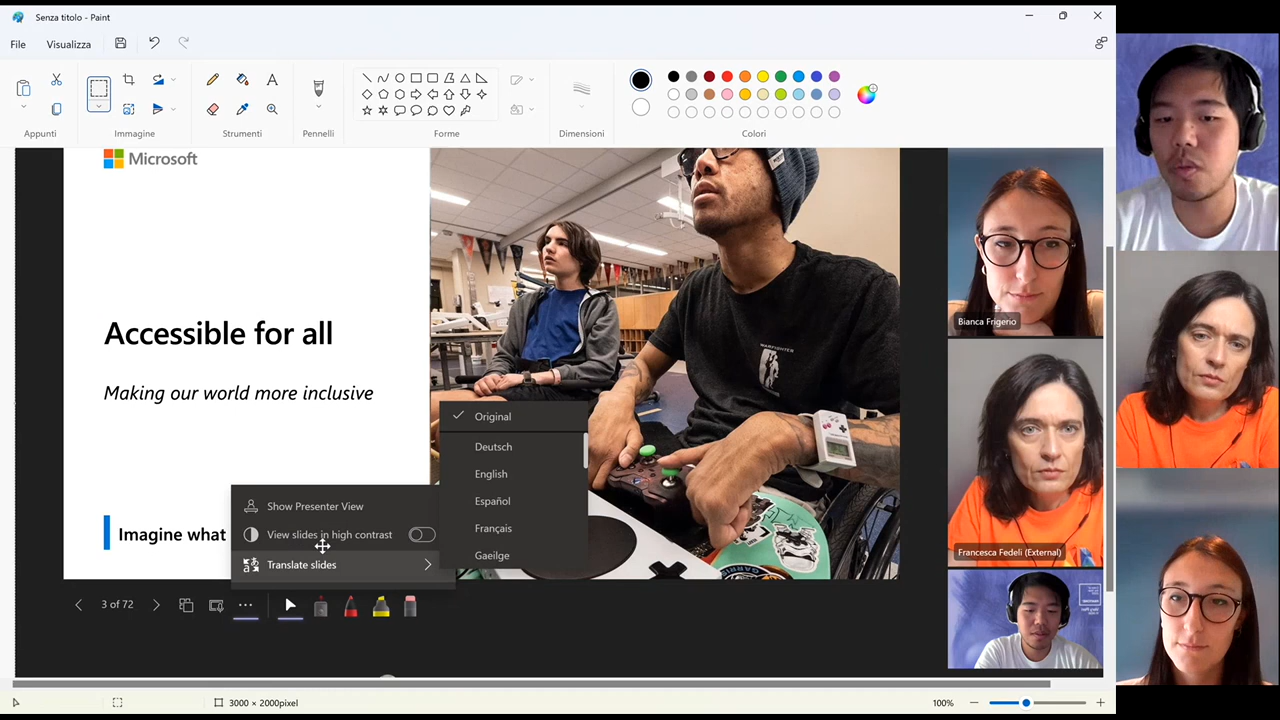 Senza titolo - Paint
File
Visualizza
Appunti
Immagine
Strumenti
Pennelli
Forme
Dimensioni
Colori
Microsoft
Accessible for all
Making our world more inclusive
Imagine what
WARFIGHTER
Original
Deutsch
English
Español
Français
Gaeilge
Show Presenter View
View slides in high contrast
Translate slides
3 of 72
Bianca Frigerio
Francesca Fedeli (External)
3000 × 2000pixel
100%